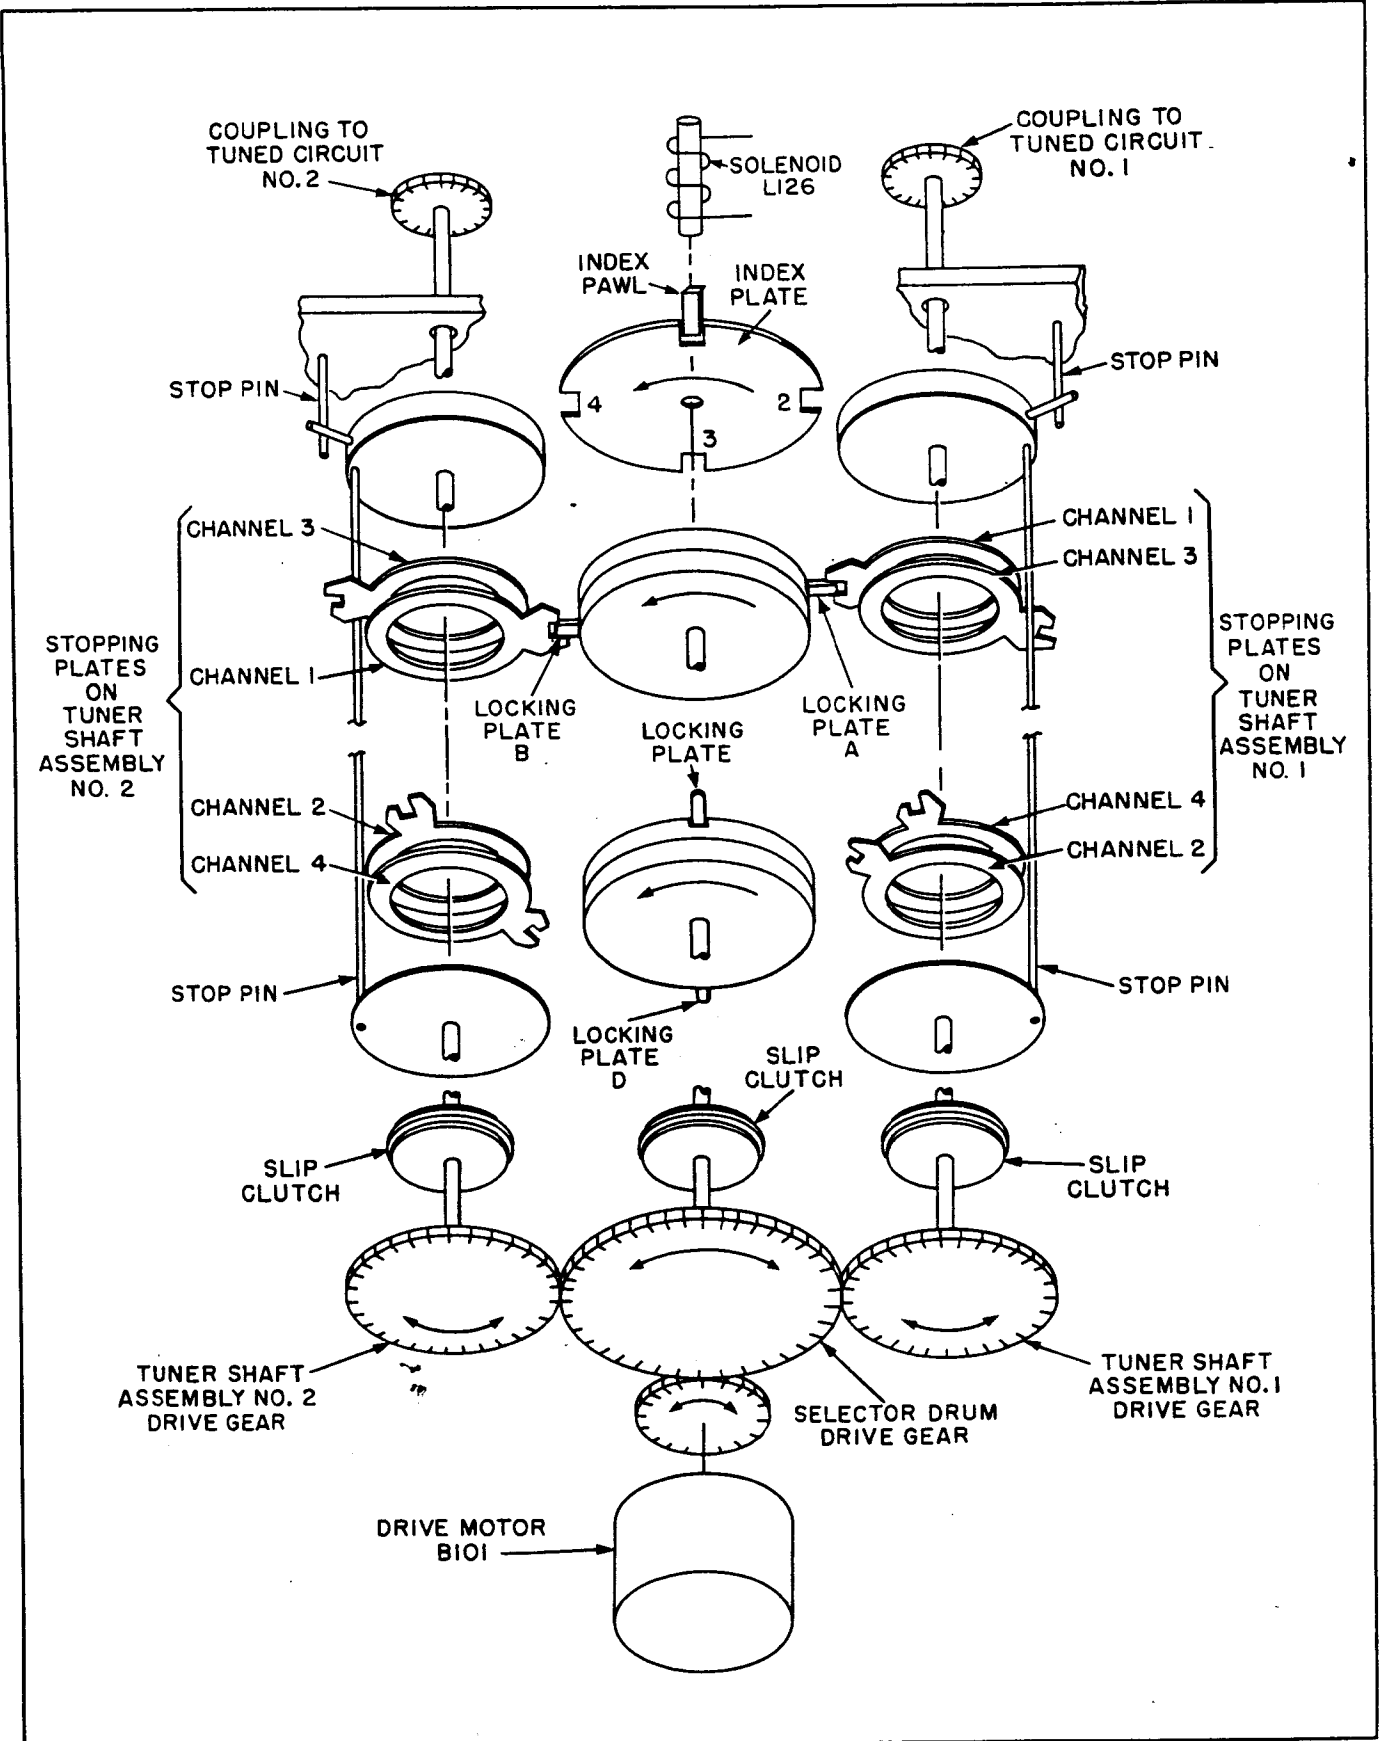 COUPLING TO
TUNED CIRCUIT
NO. 2
SOLENOID
L126
COUPLING TO
TUNED CIRCUIT
NO. 1
INDEX
PAWL
INDEX
PLATE
STOP PIN
STOP PIN
4
2
3
CHANNEL 3
CHANNEL 1
CHANNEL 1
CHANNEL 3
STOPPING
PLATES
ON
TUNER
SHAFT
ASSEMBLY
NO. 2
STOPPING
PLATES
ON
TUNER
SHAFT
ASSEMBLY
NO. 1
LOCKING
PLATE
B
LOCKING
PLATE
LOCKING
PLATE
A
CHANNEL 2
CHANNEL 4
CHANNEL 4
CHANNEL 2
STOP PIN
STOP PIN
LOCKING
PLATE
D
SLIP
CLUTCH
SLIP
CLUTCH
SLIP
CLUTCH
TUNER SHAFT
ASSEMBLY NO. 2
DRIVE GEAR
SELECTOR DRUM
DRIVE GEAR
TUNER SHAFT
ASSEMBLY NO. 1
DRIVE GEAR
DRIVE MOTOR
B101